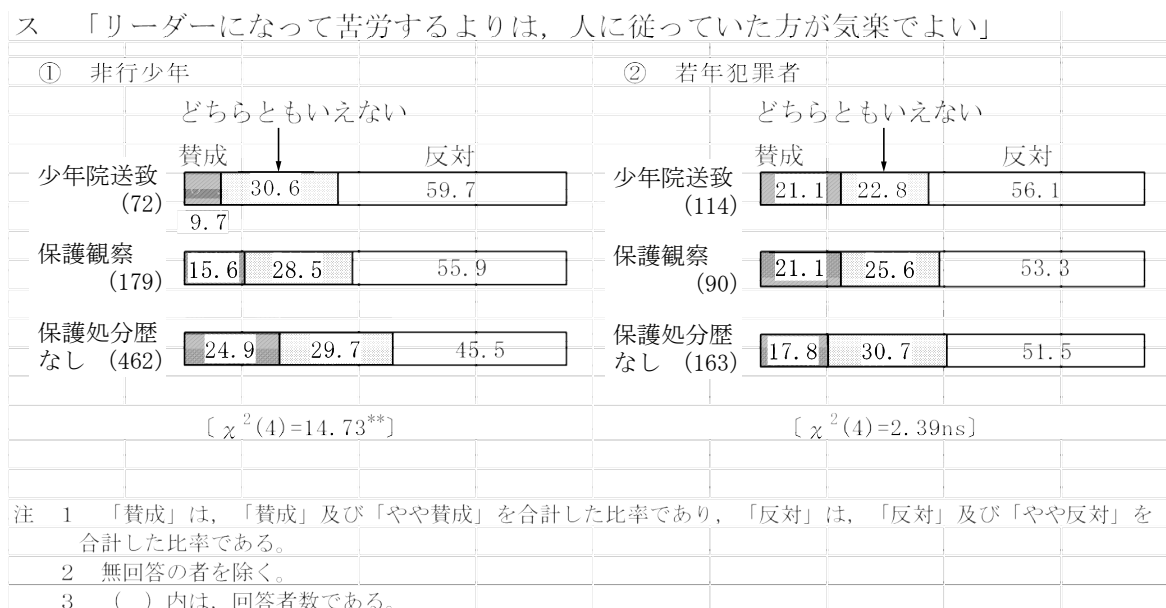 ス 「リーダーになって苦労するよりは，人に従っていた方が気楽でよい」
① 非行少年
どちらともいえない
賛成 反対
少年院送致 30.6 59.7
(72)
9.7
保護観察 15.6 28.5 55.9
(179)
保護処分歴 24.9 29.7 45.5
なし (462)
〔χ²(4)=14.73**〕
② 若年犯罪者
どちらともいえない
賛成 反対
少年院送致 21.1 22.8 56.1
(114)
保護観察 21.1 25.6 53.3
(90)
保護処分歴 17.8 30.7 51.5
なし (163)
〔χ²(4)=2.39ns〕
注 1 「賛成」は，「賛成」及び「やや賛成」を合計した比率であり，「反対」は，「反対」及び「やや反対」を
合計した比率である。
2 無回答の者を除く。
3 （ ）内は，回答者数である。